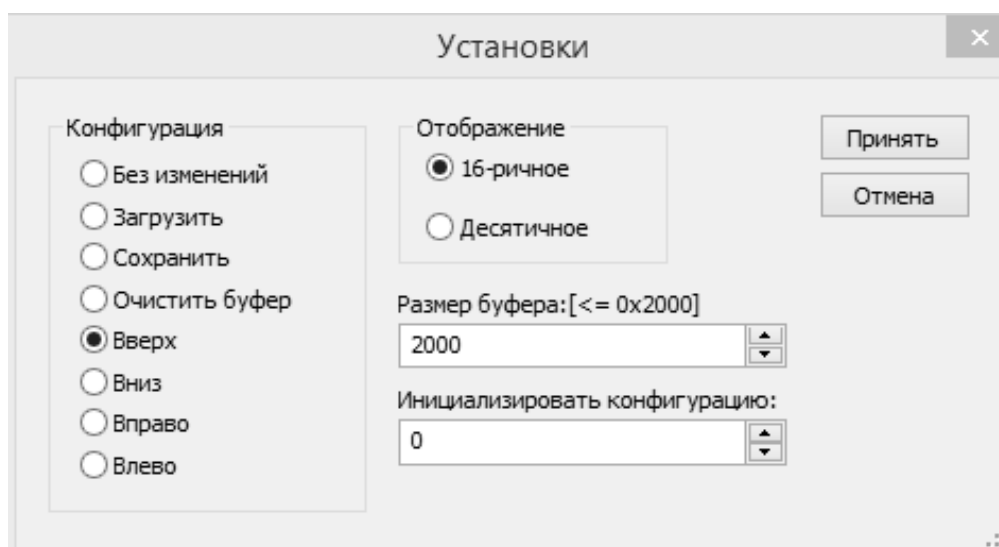 Установки
Конфигурация
Без изменений
Загрузить
Сохранить
Очистить буфер
Вверх
Вниз
Вправо
Влево
Отображение
16-ричное
Десятичное
Размер буфера:[<= 0x2000]
2000
Инициализировать конфигурацию:
0
Принять
Отмена